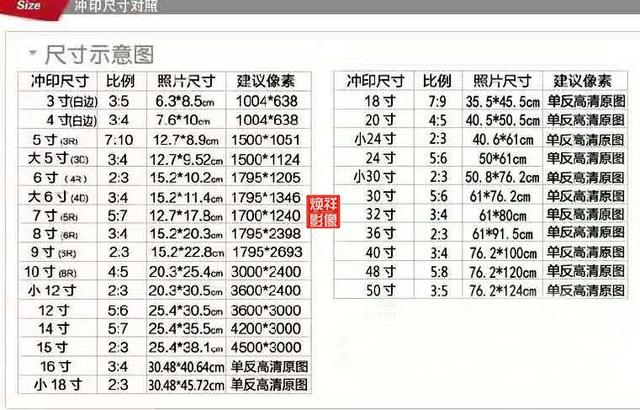 Size 冲印尺寸对照
尺寸示意图
冲印尺寸 比例 照片尺寸 建议像素
3寸(白边) 3:5 6.3*8.5cm 1004*638
4寸(白边) 3:4 7.6*10cm 1004*638
5寸(3R) 7:10 12.7*8.9cm 1500*1051
大5寸(3D) 3:4 12.7*9.52cm 1500*1124
6寸(4R) 2:3 15.2*10.2cm 1795*1205
大6寸(4D) 3:4 15.2*11.4cm 1795*1346
7寸(5R) 5:7 12.7*17.8cm 1700*1240
8寸(6R) 3:4 15.2*20.3cm 1795*2398
9寸 2:3 15.2*22.8cm 1795*2693
10寸(8R) 4:5 20.3*25.4cm 3000*2400
小12寸 2:3 20.3*30.5cm 3600*2400
12寸 5:6 25.4*30.5cm 3600*3000
14寸 5:7 25.4*35.5cm 4200*3000
15寸 2:3 25.4*38.1cm 4500*3000
16寸 3:4 30.48*40.64cm 单反高清原图
小18寸 2:3 30.48*45.72cm 单反高清原图
焕祥
影像
冲印尺寸 比例 照片尺寸 建议像素
18寸 7:9 35.5*45.5cm 单反高清原图
20寸 4:5 40.5*50.5cm 单反高清原图
小24寸 2:3 40.6*61cm 单反高清原图
24寸 5:6 50*61cm 单反高清原图
小30寸 2:3 50.8*76.2cm 单反高清原图
30寸 5:6 61*76.2cm 单反高清原图
32寸 3:4 61*80cm 单反高清原图
36寸 2:3 61*91.5cm 单反高清原图
40寸 3:4 76.2*100cm 单反高清原图
48寸 5:8 76.2*120cm 单反高清原图
50寸 3:5 76.2*124cm 单反高清原图